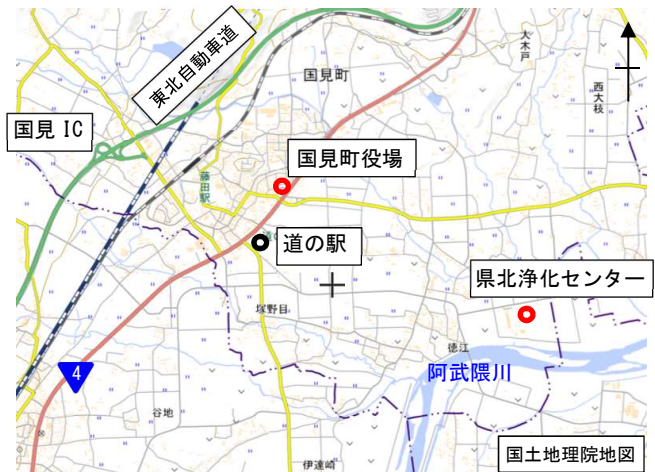 東北自動車道
国見町
大木戸
西大枝
国見 IC
国見町役場
藤田駅
道の駅
県北浄化センター
塚野目
徳江
阿武隈川
4
谷地
伊達崎
国土地理院地図